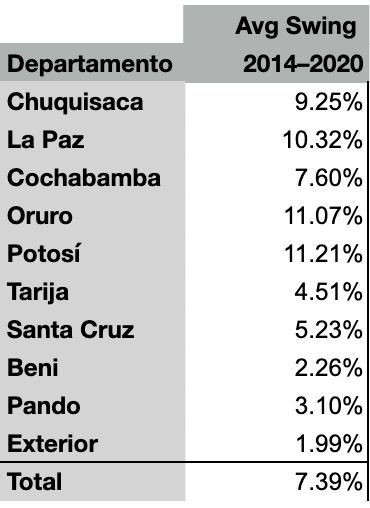 Avg Swing
Departamento 2014–2020
Chuquisaca 9.25%
La Paz 10.32%
Cochabamba 7.60%
Oruro 11.07%
Potosí 11.21%
Tarija 4.51%
Santa Cruz 5.23%
Beni 2.26%
Pando 3.10%
Exterior 1.99%
Total 7.39%